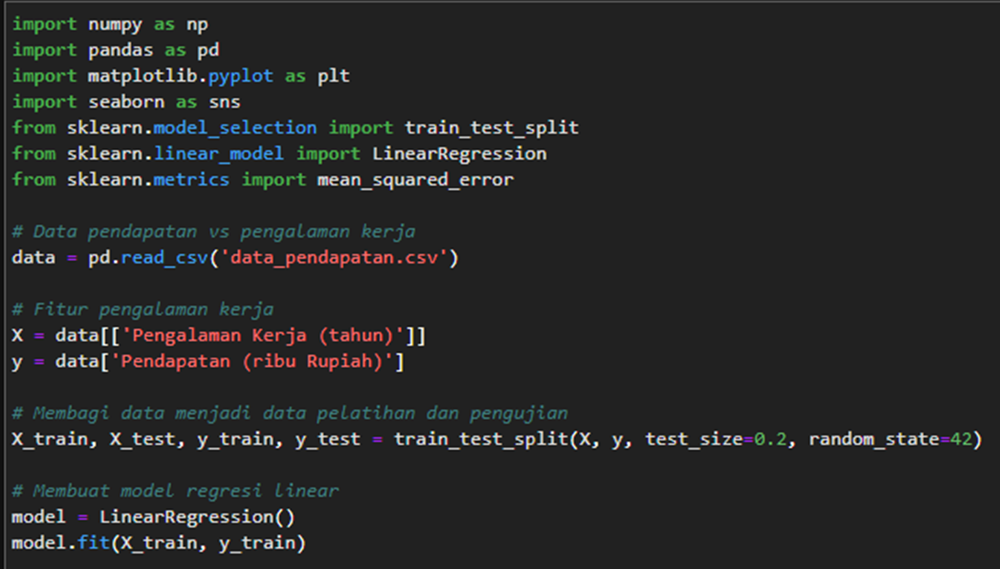 import numpy as np
import pandas as pd
import matplotlib.pyplot as plt
import seaborn as sns
from sklearn.model_selection import train_test_split
from sklearn.linear_model import LinearRegression
from sklearn.metrics import mean_squared_error
# Data pendapatan vs pengalaman kerja
data = pd.read_csv('data_pendapatan.csv')
# Fitur pengalaman kerja
X = data[['Pengalaman Kerja (tahun)']]
y = data['Pendapatan (ribu Rupiah)']
# Membagi data menjadi data pelatihan dan pengujian
X_train, X_test, y_train, y_test = train_test_split(X, y, test_size=0.2, random_state=42)
# Membuat model regresi linear
model = LinearRegression()
model.fit(X_train, y_train)